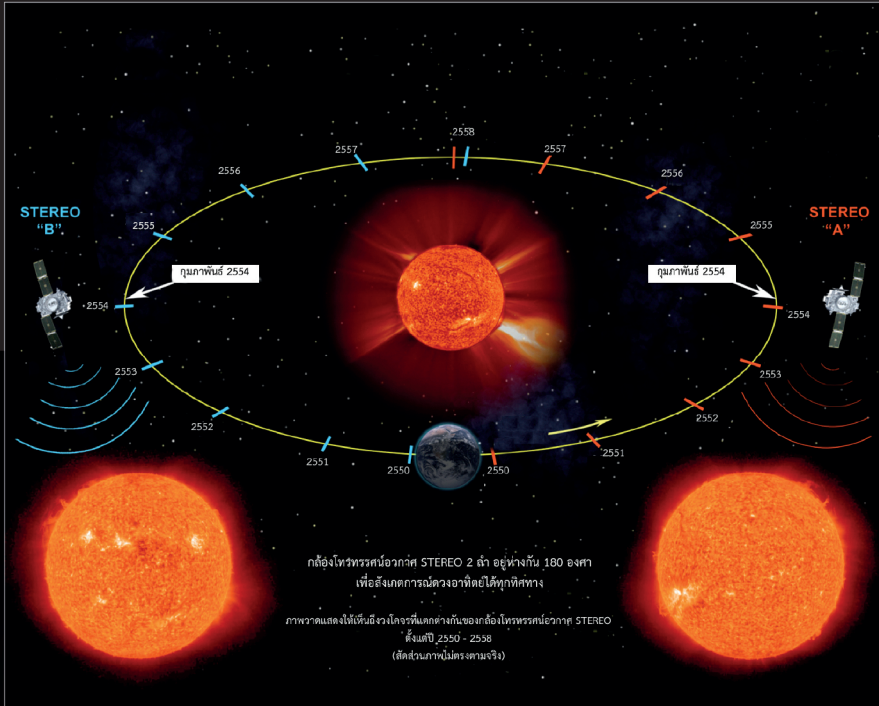 2558
2557
2557
2556
2556
STEREO
“B”
STEREO
“A”
2555
2555
กุมภาพันธ์ 2554
กุมภาพันธ์ 2554
2554
2554
2553
2553
2552
2552
2551
2551
2550
2550
กล้องโทรทรรศน์อวกาศ STEREO 2 ลำ อยู่ห่างกัน 180 องศา
เพื่อสังเกตการณ์ดวงอาทิตย์ได้ทุกทิศทาง
ภาพวาดแสดงให้เห็นถึงวงโคจรที่แตกต่างกันของกล้องโทรทรรศน์อวกาศ STEREO
ตั้งแต่ปี 2550 - 2558
(สัดส่วนภาพไม่ตรงตามจริง)